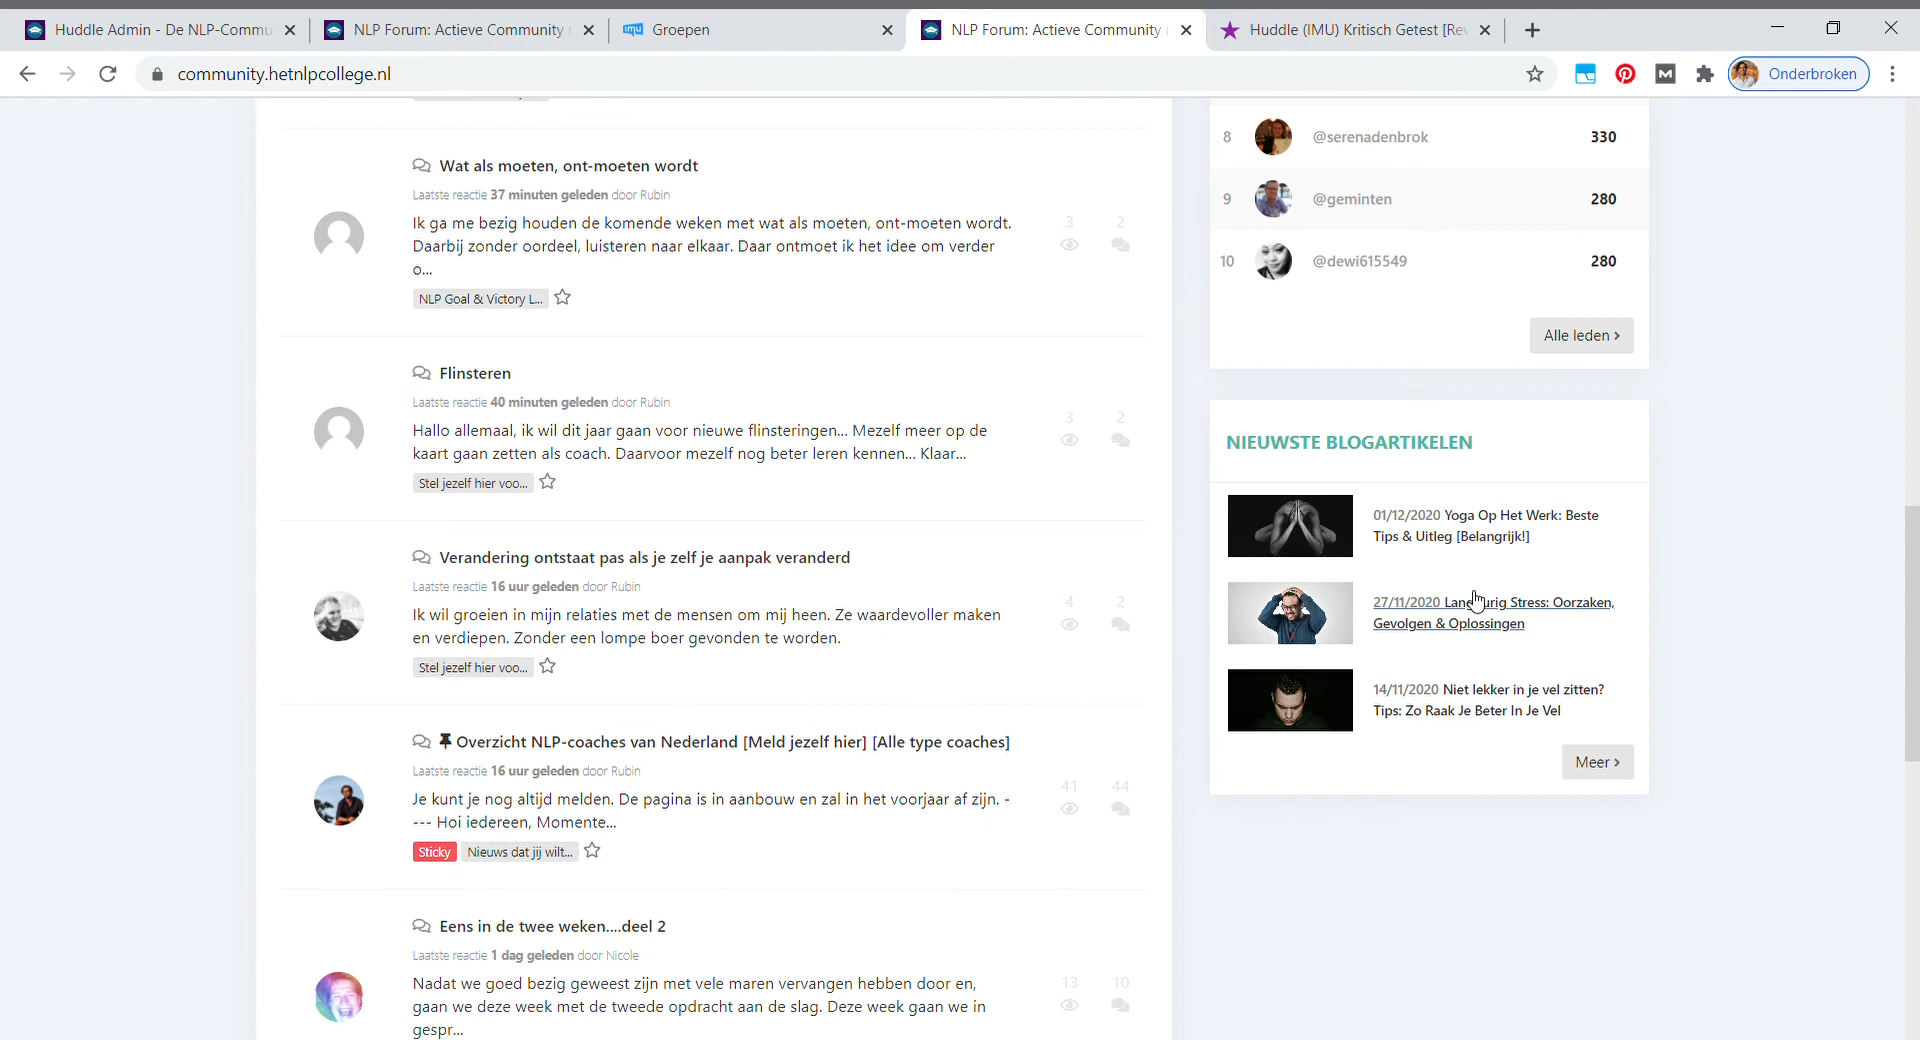 Huddle Admin - De NLP-Commu
NLP Forum: Actieve Community
imu Groepen
NLP Forum: Actieve Community
Huddle (IMU) Kritisch Getest [Rev
community.hetnlpcollege.nl
Onderbroken
Wat als moeten, ont-moeten wordt
Laatste reactie 37 minuten geleden door Rubin
Ik ga me bezig houden de komende weken met wat als moeten, ont-moeten wordt.
Daarbij zonder oordeel, luisteren naar elkaar. Daar ontmoet ik het idee om verder
o...
3 2
NLP Goal & Victory L...
Flinsteren
Laatste reactie 40 minuten geleden door Rubin
Hallo allemaal, ik wil dit jaar gaan voor nieuwe flinsteringen... Mezelf meer op de
kaart gaan zetten als coach. Daarvoor mezelf nog beter leren kennen... Klaar...
3 2
Stel jezelf hier voo...
Verandering ontstaat pas als je zelf je aanpak veranderd
Laatste reactie 16 uur geleden door Rubin
Ik wil groeien in mijn relaties met de mensen om mij heen. Ze waardevoller maken
en verdiepen. Zonder een lompe boer gevonden te worden.
4 2
Stel jezelf hier voo...
Overzicht NLP-coaches van Nederland [Meld jezelf hier] [Alle type coaches]
Laatste reactie 16 uur geleden door Rubin
Je kunt je nog altijd melden. De pagina is in aanbouw en zal in het voorjaar af zijn. -
--- Hoi iedereen, Momente...
41 44
Sticky Nieuws dat jij wilt...
Eens in de twee weken....deel 2
Laatste reactie 1 dag geleden door Nicole
Nadat we goed bezig geweest zijn met vele maren vervangen hebben door en,
gaan we deze week met de tweede opdracht aan de slag. Deze week gaan we in
gespr...
13 10
8 @serenadenbrok 330
9 @geminten 280
10 @dewi615549 280
Alle leden ›
NIEUWSTE BLOGARTIKELEN
01/12/2020 Yoga Op Het Werk: Beste
Tips & Uitleg [Belangrijk!]
27/11/2020 urig Stress: Oorzaken,
Gevolgen & Oplossingen
14/11/2020 Niet lekker in je vel zitten?
Tips: Zo Raak Je Beter In Je Vel
Meer ›